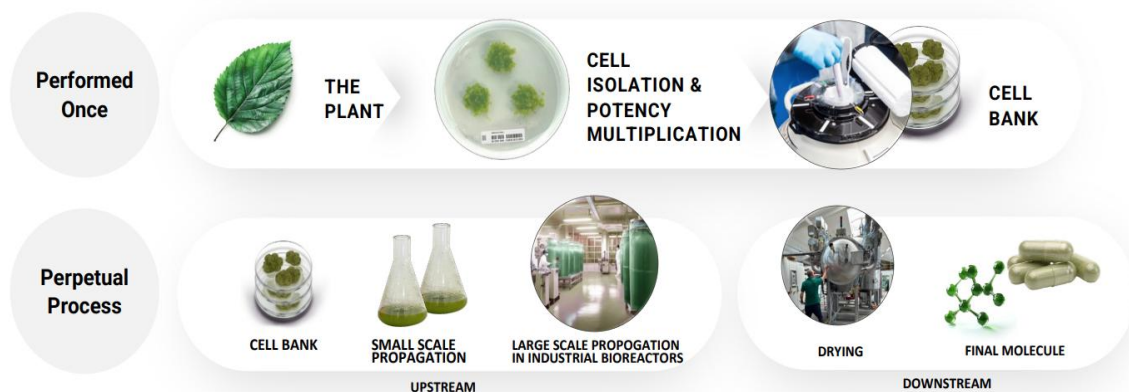 Performed
Once
THE
PLANT
CELL
ISOLATION &
POTENCY
MULTIPLICATION
CELL
BANK
Perpetual
Process
CELL BANK
SMALL SCALE
PROPAGATION
LARGE SCALE PROPOGATION
IN INDUSTRIAL BIOREACTORS
UPSTREAM
DRYING
FINAL MOLECULE
DOWNSTREAM